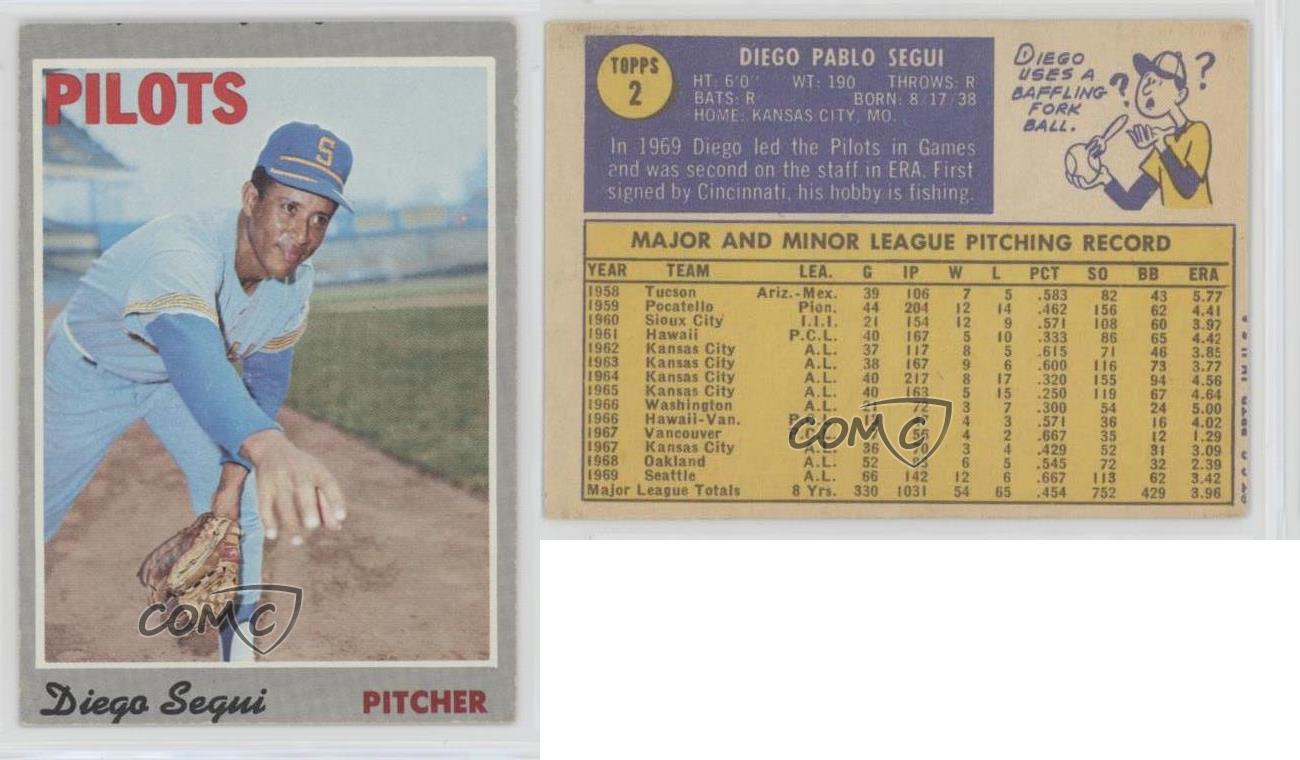 PILOTS
S
COMC
Diego Segui PITCHER
TOPPS
2
DIEGO PABLO SEGUI
HT: 6'0" WT: 190 THROWS: R
BATS: R BORN: 8/17/38
HOME: KANSAS CITY, MO.
In 1969 Diego led the Pilots in Games
and was second on the staff in ERA. First
signed by Cincinnati, his hobby is fishing.
DIEGO
USES A
BAFFLING
FORK
BALL.
? ?
MAJOR AND MINOR LEAGUE PITCHING RECORD
YEAR TEAM LEA. G IP W L PCT SO BB ERA
1958 Tucson Ariz.-Mex. 39 106 7 5 .583 82 43 5.77
1959 Pocatello Pion. 44 204 12 14 .462 156 62 4.41
1960 Sioux City I.I.I. 21 154 12 9 .571 108 60 3.97
1961 Hawaii P.C.L. 40 167 5 10 .333 86 65 4.42
1962 Kansas City A.L. 37 117 8 5 .615 71 46 3.85
1963 Kansas City A.L. 38 167 9 6 .600 116 73 3.77
1964 Kansas City A.L. 40 217 8 17 .320 155 94 4.56
1965 Kansas City A.L. 40 163 5 15 .250 119 67 4.64
1966 Washington A.L. 21 72 3 7 .300 54 24 5.00
1966 Hawaii-Van. 4 3 .571 36 16 4.02
1967 Vancouver 56 4 2 .667 35 12 1.29
1967 Kansas City A.L. 36 70 3 4 .429 52 31 3.09
1968 Oakland A.L. 52 83 6 5 .545 72 32 2.39
1969 Seattle A.L. 66 142 12 6 .667 113 62 3.42
Major League Totals 8 Yrs. 330 1031 54 65 .454 752 429 3.96
COMC